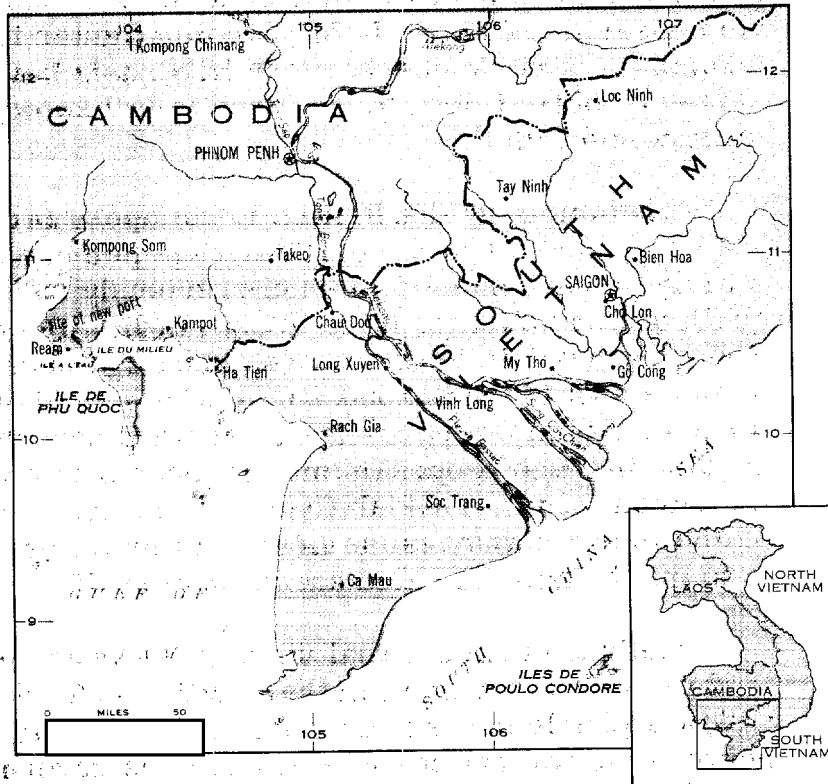 104
105
106
107
Kompong Chhnang
Mekong
12
12
Loc Ninh
CAMBODIA
PHNOM PENH
Tay Ninh
SOUTH
VIETNAM
Kompong Som
Takeo
11
11
Bien Hoa
SAIGON
Cho Lon
site of new port
Kampot
Chau Doc
Ream
ILE DU MILIEU
ILE A L'EAU
Ha Tien
Long Xuyen
My Tho
Go Cong
ILE DE
PHU QUOC
Vinh Long
Rach Gia
10
10
Soc Trang
Ca Mau
9
SOUTH CHINA SEA
ILES DE
POULO CONDORE
0 MILES 50
105
106
LAOS
NORTH
VIETNAM
CAMBODIA
SOUTH
VIETNAM